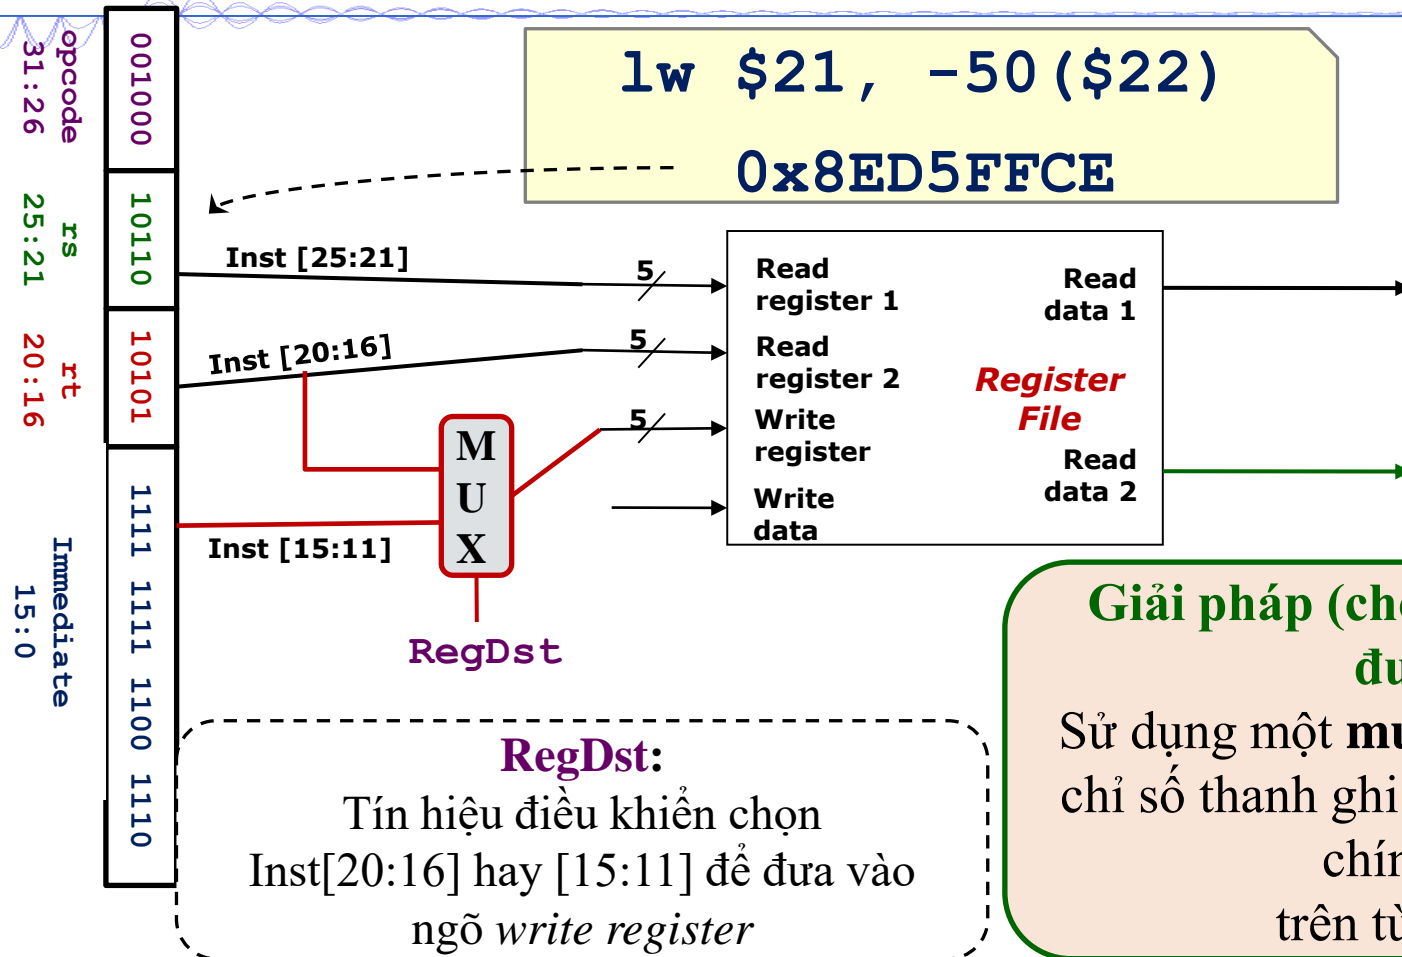 opcode
31:26
001000
rs
25:21
10110
rt
20:16
10101
Immediate
15:0
1111 1111 1100 1110
lw $21, -50($22)
0x8ED5FFCE
Inst [25:21]
5
Inst [20:16]
5
5
Inst [15:11]
M
U
X
RegDst
Read
register 1
Read
register 2
Write
register
Write
data
Register
File
Read
data 1
Read
data 2
RegDst:
Tín hiệu điều khiển chọn
Inst[20:16] hay [15:11] để đưa vào
ngõ write register
Giải pháp (
Sử dụng một
chỉ số thanh ghi
trên